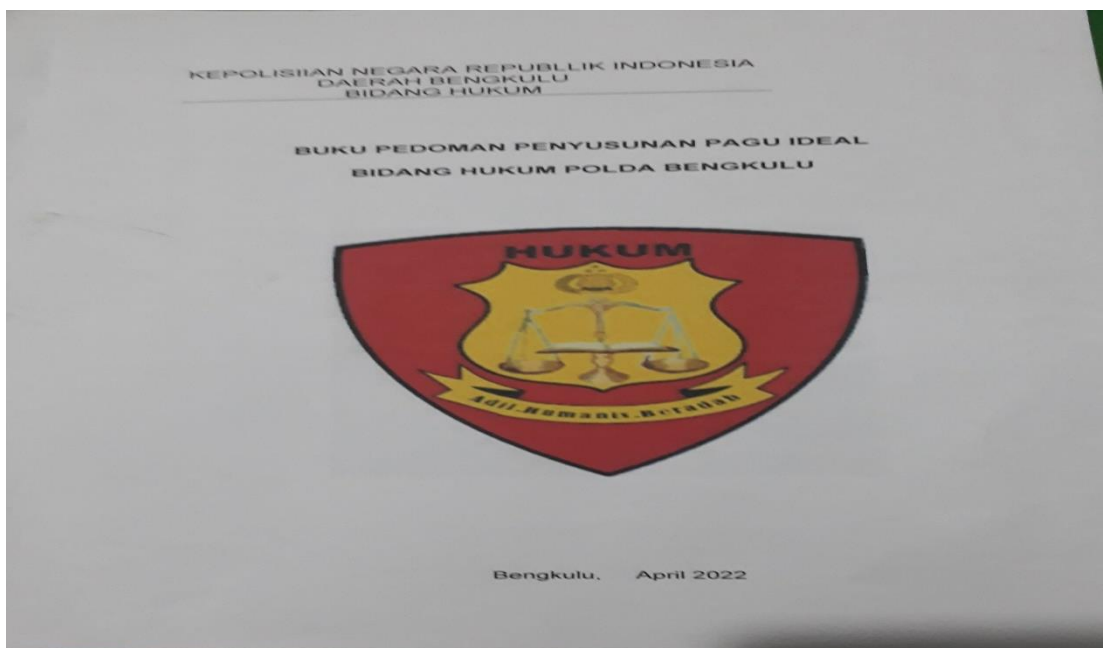 KEPOLISIIAN NEGARA REPUBLLIK INDONESIA
DAERAH BENGKULU
BIDANG HUKUM
BUKU PEDOMAN PENYUSUNAN PAGU IDEAL
BIDANG HUKUM POLDA BENGKULU
HUKUM
Adil.Humanis.Beradab
Bengkulu, April 2022